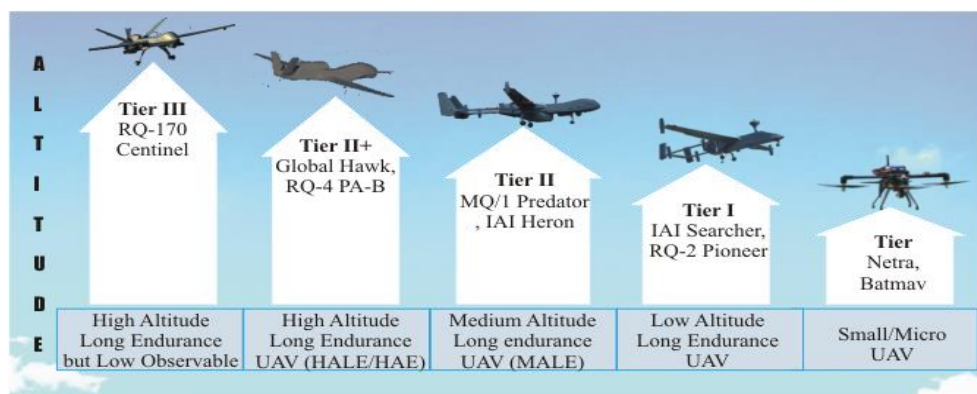 ALTITUDE
Tier III
RQ-170
Centinel
Tier II+
Global Hawk,
RQ-4 PA-B
Tier II
MQ/1 Predator
, IAI Heron
Tier I
IAI Searcher,
RQ-2 Pioneer
Tier
Netra,
Batmav
High Altitude
Long Endurance
but Low Observable
High Altitude
Long Endurance
UAV (HALE/HAE)
Medium Altitude
Long endurance
UAV (MALE)
Low Altitude
Long Endurance
UAV
Small/Micro
UAV